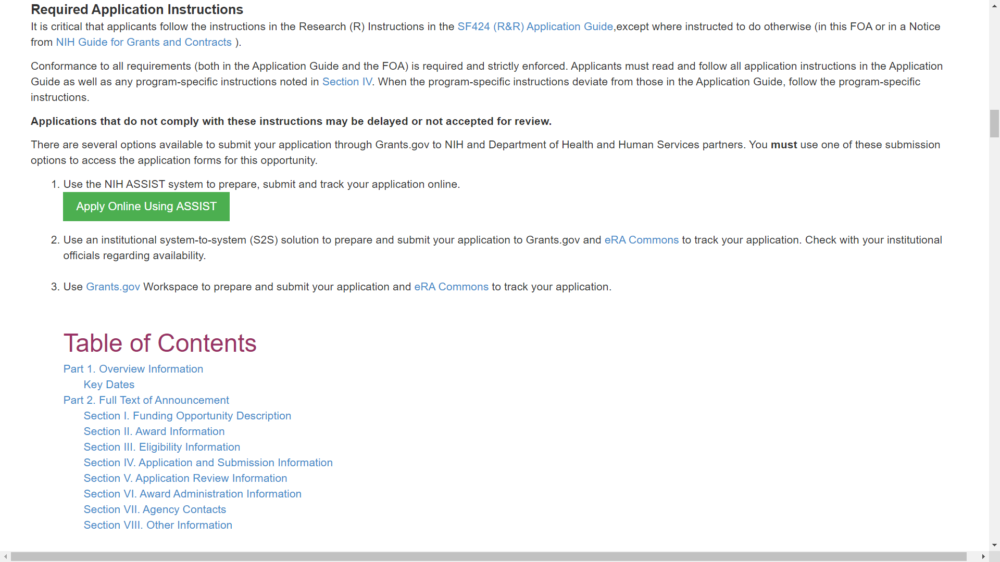 Required Application Instructions
It is critical that applicants follow the instructions in the Research (R) Instructions in the SF424 (R&R) Application Guide,except where instructed to do otherwise (in this FOA or in a Notice
from NIH Guide for Grants and Contracts ).
Conformance to all requirements (both in the Application Guide and the FOA) is required and strictly enforced. Applicants must read and follow all application instructions in the Application
Guide as well as any program-specific instructions noted in Section IV. When the program-specific instructions deviate from those in the Application Guide, follow the program-specific
instructions.
Applications that do not comply with these instructions may be delayed or not accepted for review.
There are several options available to submit your application through Grants.gov to NIH and Department of Health and Human Services partners. You must use one of these submission
options to access the application forms for this opportunity.
1. Use the NIH ASSIST system to prepare, submit and track your application online.
Apply Online Using ASSIST
2. Use an institutional system-to-system (S2S) solution to prepare and submit your application to Grants.gov and eRA Commons to track your application. Check with your institutional
officials regarding availability.
3. Use Grants.gov Workspace to prepare and submit your application and eRA Commons to track your application.
Table of Contents
Part 1. Overview Information
Key Dates
Part 2. Full Text of Announcement
Section I. Funding Opportunity Description
Section II. Award Information
Section III. Eligibility Information
Section IV. Application and Submission Information
Section V. Application Review Information
Section VI. Award Administration Information
Section VII. Agency Contacts
Section VIII. Other Information